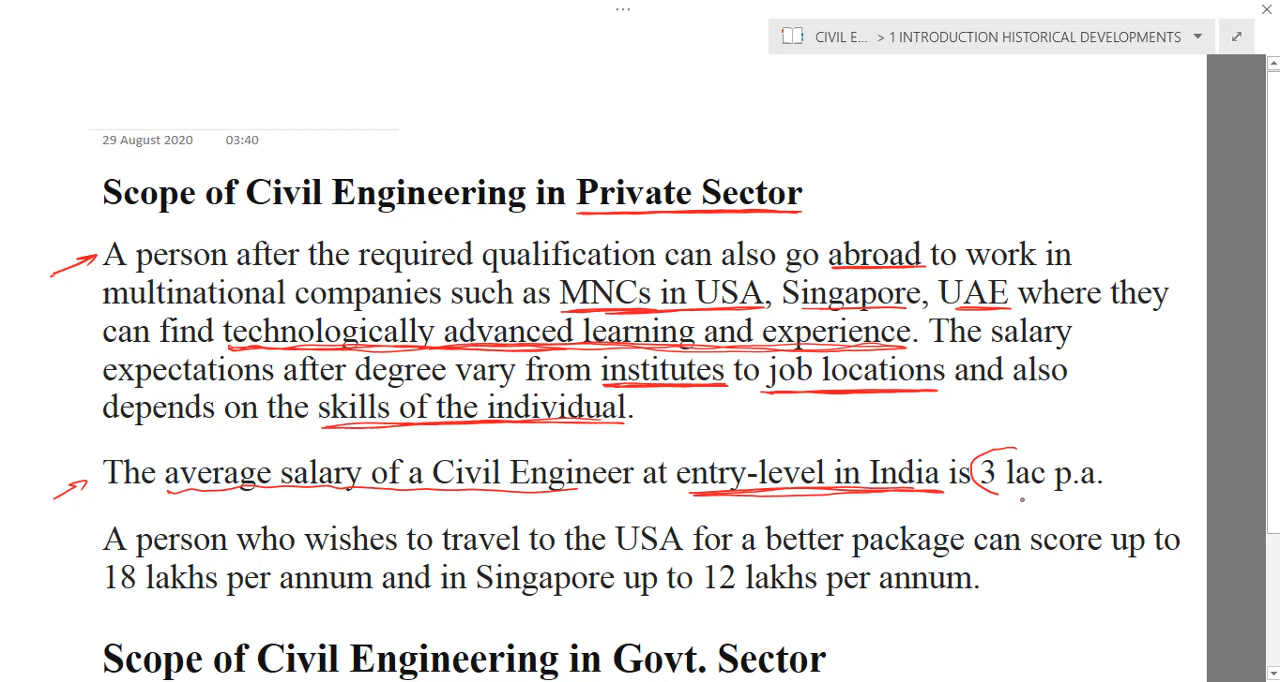 CIVIL E... > 1 INTRODUCTION HISTORICAL DEVELOPMENTS
29 August 2020 03:40
Scope of Civil Engineering in Private Sector
A person after the required qualification can also go abroad to work in
multinational companies such as MNCs in USA, Singapore, UAE where they
can find technologically advanced learning and experience. The salary
expectations after degree vary from institutes to job locations and also
depends on the skills of the individual.
The average salary of a Civil Engineer at entry-level in India is 3 lac p.a.
A person who wishes to travel to the USA for a better package can score up to
18 lakhs per annum and in Singapore up to 12 lakhs per annum.
Scope of Civil Engineering in Govt. Sector